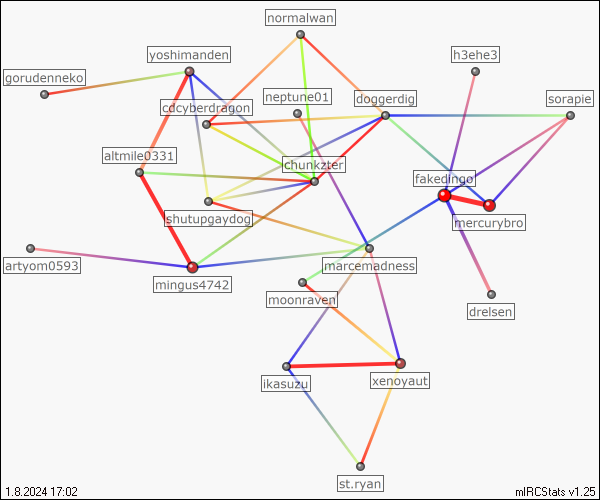 normalwan
yoshimanden
h3ehe3
gorudenneko
neptune01
doggerdig
sorapie
cdcyberdragon
altmile0331
chunkzter
fakedingo
shutupgaydog
mercurybro
artyom0593
marcemadness
mingus4742
moonraven
drelsen
ikasuzu
xenoyaut
st.ryan
1.8.2024 17:02
mIRCStats v1.25